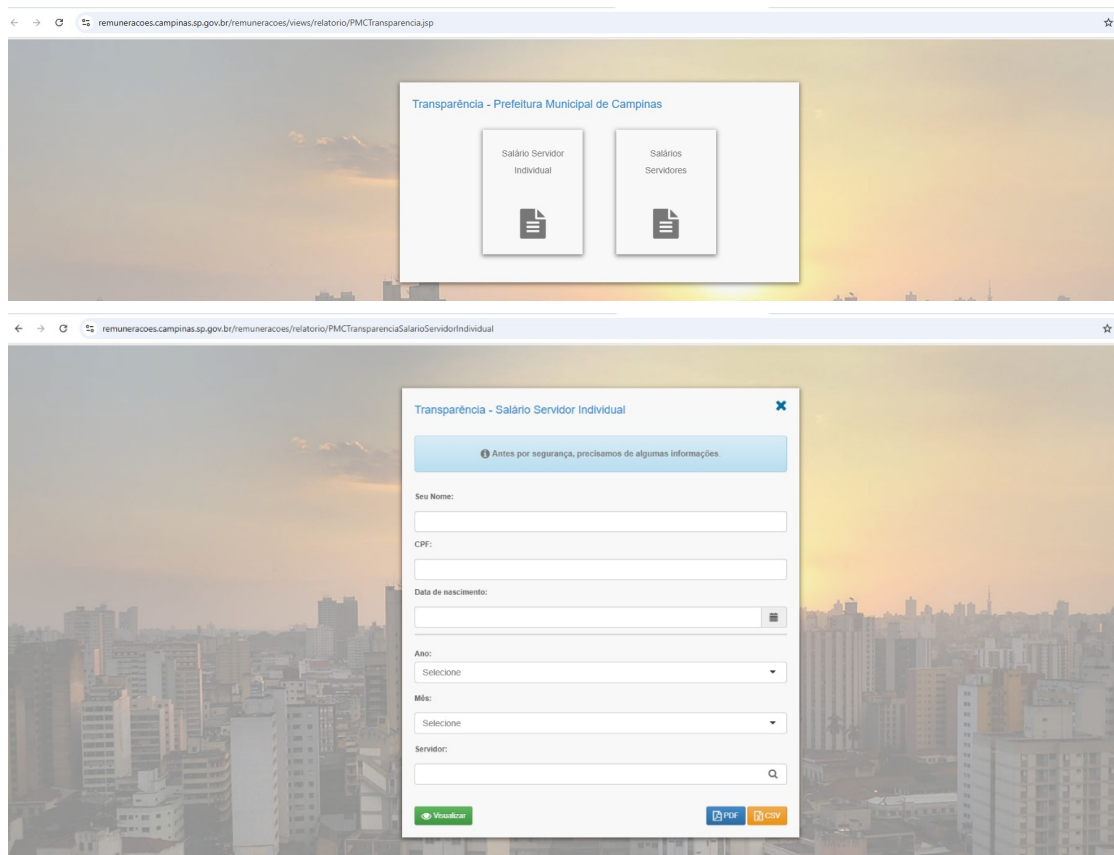 remuneracoes.campinas.sp.gov.br/remuneracoes/views/relatorio/PMCTransparencia.jsp
Transparência - Prefeitura Municipal de Campinas
Salário Servidor
Individual
Salários
Servidores
remuneracoes.campinas.sp.gov.br/remuneracoes/relatorio/PMCTransparenciaSalarioServidorIndividual
Transparência - Salário Servidor Individual
Antes por segurança, precisamos de algumas informações.
Seu Nome:
CPF:
Data de nascimento:
Ano:
Selecione
Mês:
Selecione
Servidor:
Visualizar
PDF
CSV